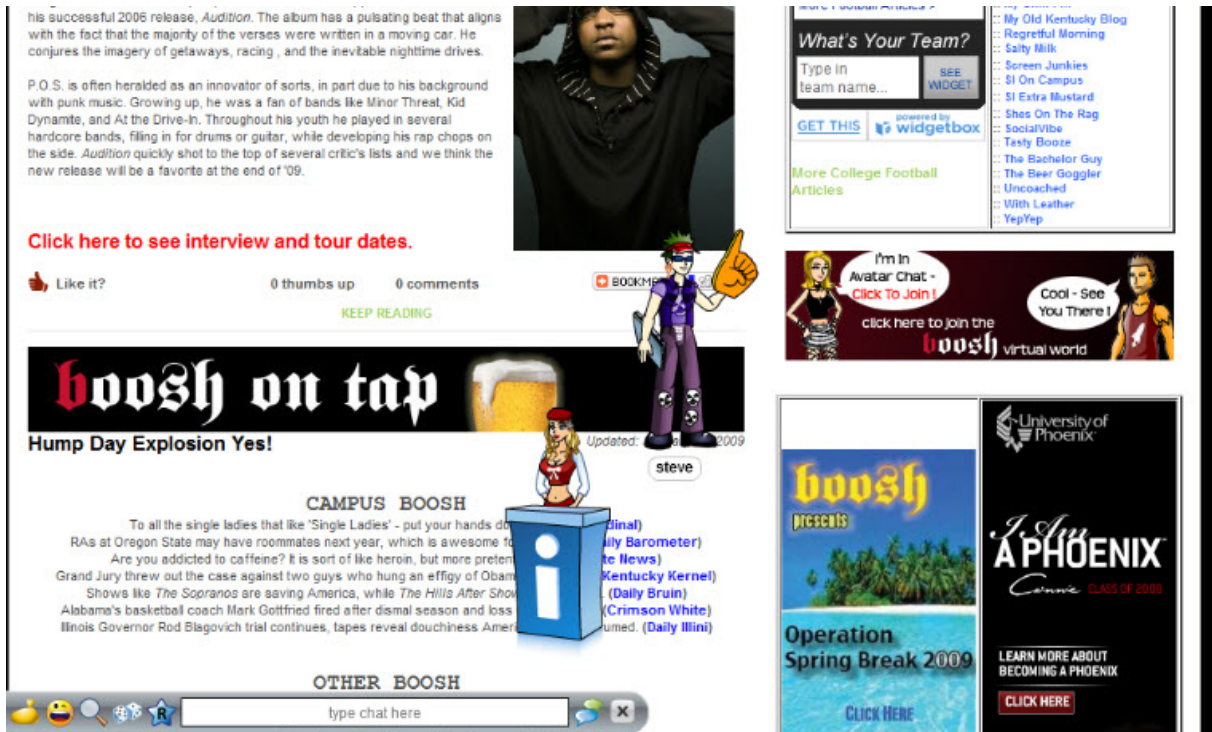 his successful 2006 release, Audition. The album has a pulsating beat that aligns
with the fact that the majority of the verses were written in a moving car. He
conjures the imagery of getaways, racing , and the inevitable nighttime drives.
P.O.S. is often heralded as an innovator of sorts, in part due to his background
with punk music. Growing up, he was a fan of bands like Minor Threat, Kid
Dynamite, and At the Drive-In. Throughout his youth he played in several
hardcore bands, filling in for drums or guitar, while developing his rap chops on
the side. Audition quickly shot to the top of several critic's lists and we think the
new release will be a favorite at the end of '09.
Click here to see interview and tour dates.
Like it?
0 thumbs up
0 comments
BOOKM
KEEP READING
boosh on tap
Hump Day Explosion Yes!
Updated:
2009
steve
CAMPUS BOOSH
To all the single ladies that like 'Single Ladies' - put your hands dinal)
RAs at Oregon State may have roommates next year, which is awesome ily Barometer)
Are you addicted to caffeine? It is sort of like heroin, but more preten te News)
Grand Jury threw out the case against two guys who hung an effigy of Obam Kentucky Kernel)
Shows like The Sopranos are saving America, while The Hills After Show (Daily Bruin)
Alabama's basketball coach Mark Gottfried fired after dismal season and loss (Crimson White)
Illinois Governor Rod Blagovich trial continues, tapes reveal douchiness Ameri umed. (Daily Illini)
OTHER BOOSH
R
type chat here
More Football Articles >
What's Your Team?
Type in
team name...
SEE
WIDGET
GET THIS
powered by
widgetbox
More College Football
Articles
:: My Old Kentucky Blog
:: Regretful Morning
:: Salty Milk
:: Screen Junkies
:: SI On Campus
:: SI Extra Mustard
:: Shes On The Rag
:: SocialVibe
:: Tasty Booze
:: The Bachelor Guy
:: The Beer Goggler
:: Uncoached
:: With Leather
:: YepYep
I'm In
Avatar Chat -
Click To Join !
Cool - See
You There !
click here to join the
boosh virtual world
boosh
presents
Operation
Spring Break 2009
CLICK HERE
University of
Phoenix
I Am
A PHOENIX
Connie CLASS OF 2009
LEARN MORE ABOUT
BECOMING A PHOENIX
CLICK HERE